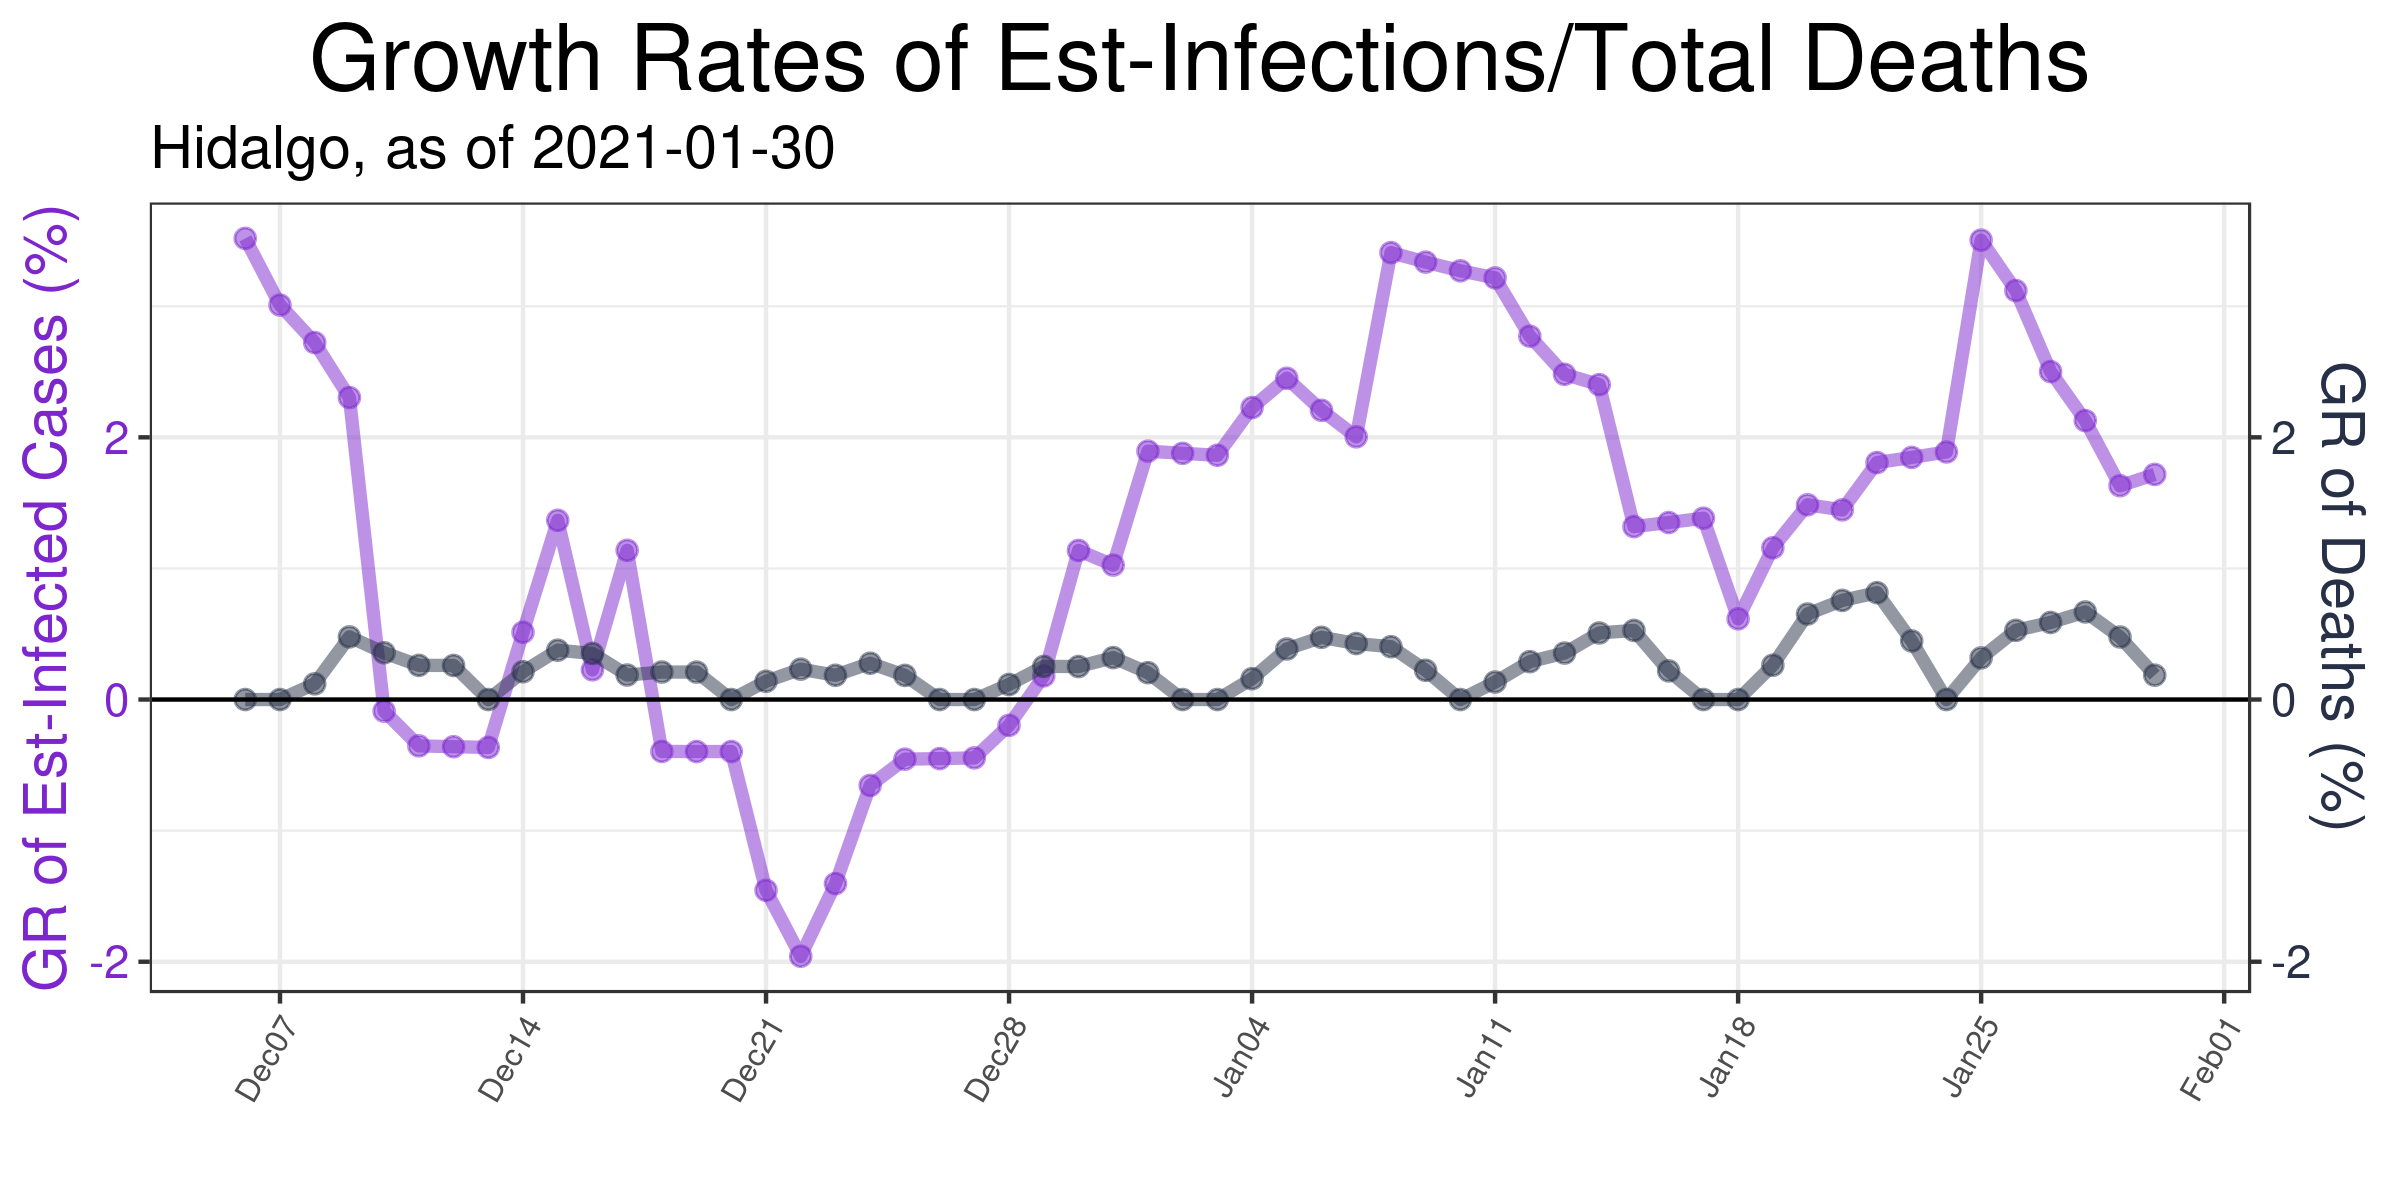 Growth Rates of Est-Infections/Total Deaths
Hidalgo, as of 2021-01-30
GR of Est-Infected Cases (%)
2
0
-2
GR of Deaths (%)
2
0
-2
Dec07
Dec14
Dec21
Dec28
Jan04
Jan11
Jan18
Jan25
Feb01